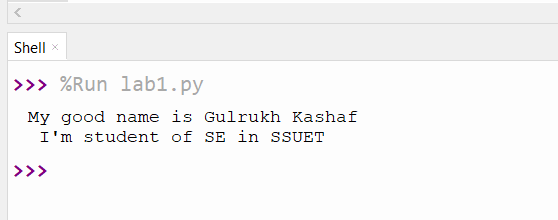 Shell ×
>>> %Run lab1.py
My good name is Gulrukh Kashaf
I'm student of SE in SSUET
>>>